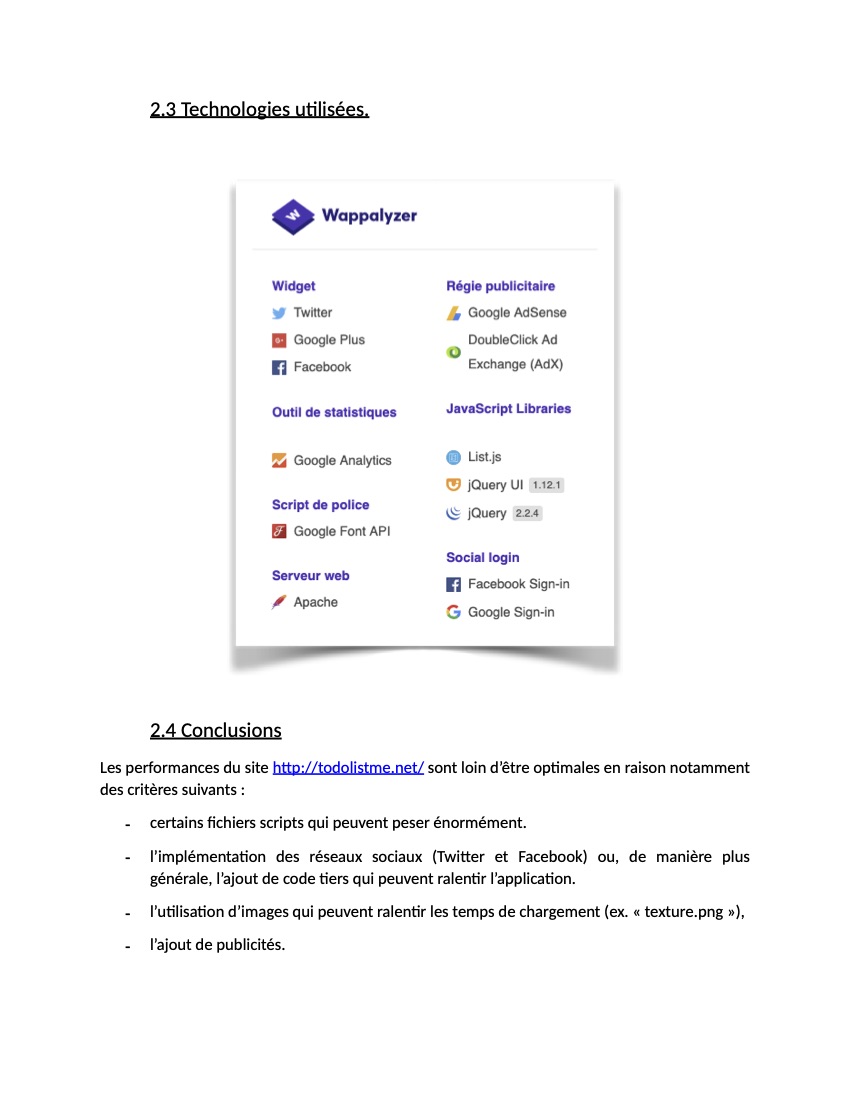 2.3 Technologies utilisées.
Wappalyzer
Widget
Twitter
Google Plus
Facebook
Outil de statistiques
Google Analytics
Script de police
Google Font API
Serveur web
Apache
Régie publicitaire
Google AdSense
DoubleClick Ad
Exchange (AdX)
JavaScript Libraries
List.js
jQuery UI 1.12.1
jQuery 2.2.4
Social login
Facebook Sign-in
Google Sign-in
2.4 Conclusions
Les performances du site http://todolistme.net/ sont loin d’être optimales en raison notamment
des critères suivants :
- certains fichiers scripts qui peuvent peser énormément.
- l’implémentation des réseaux sociaux (Twitter et Facebook) ou, de manière plus
générale, l’ajout de code tiers qui peuvent ralentir l’application.
- l’utilisation d’images qui peuvent ralentir les temps de chargement (ex. « texture.png »),
- l’ajout de publicités.